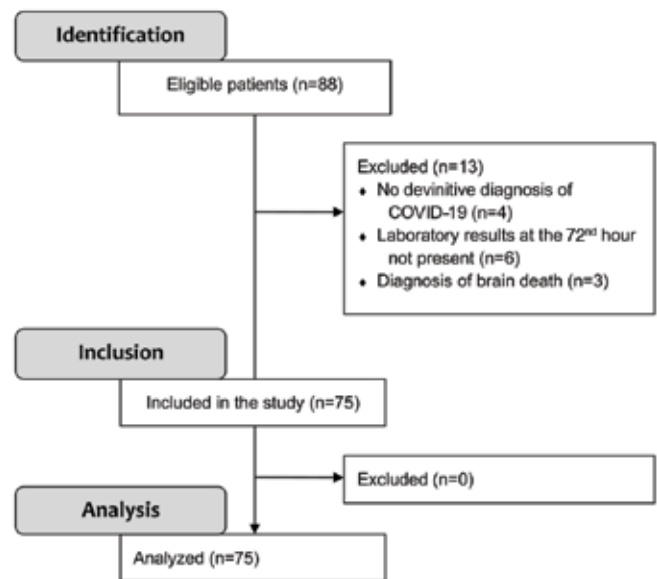 Identification
Eligible patients (n=88)
Excluded (n=13)
♦ No devinitive diagnosis of
COVID-19 (n=4)
♦ Laboratory results at the 72nd hour
not present (n=6)
♦ Diagnosis of brain death (n=3)
Inclusion
Included in the study (n=75)
Excluded (n=0)
Analysis
Analyzed (n=75)